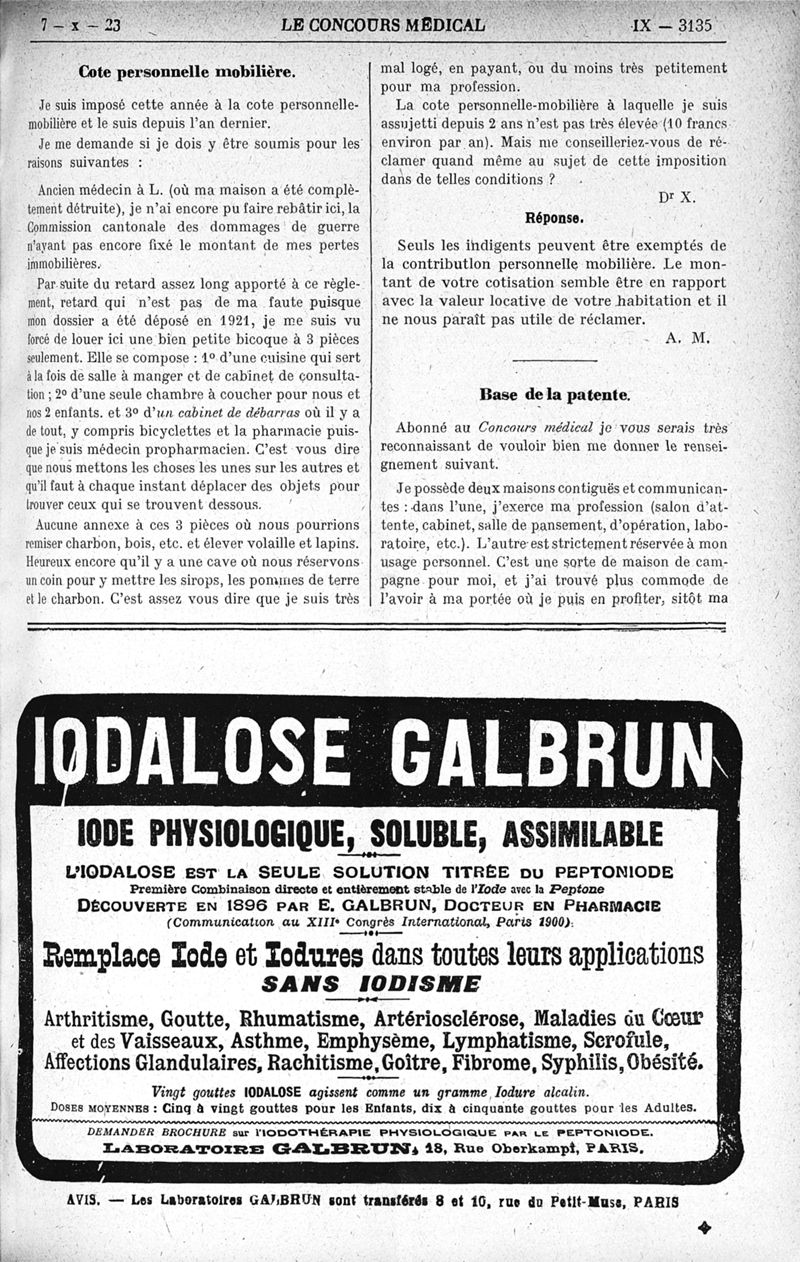 7 — x — 23
LE CONCOURS MÉDICAL
IX — 3135
Cote personnelle mobilière.
Je suis imposé cette année à la cote personnelle-
mobilière et le suis depuis l'an dernier.
Je me demande si je dois y être soumis pour les
raisons suivantes :
Ancien médecin à L. (où ma maison a été complè-
tement détruite), je n'ai encore pu faire rebâtir ici, la
Commission cantonale des dommages de guerre
n'ayant pas encore fixé le montant de mes pertes
immobilières.
Par suite du retard assez long apporté à ce règle-
ment, retard qui n'est pas de ma faute puisque
mon dossier a été déposé en 1921, je me suis vu
forcé de louer ici une bien petite bicoque à 3 pièces
seulement. Elle se compose : 1º d'une cuisine qui sert
à la fois de salle à manger et de cabinet de consulta-
tion ; 2º d'une seule chambre à coucher pour nous et
nos 2 enfants. et 3º d'un cabinet de débarras où il y a
de tout, y compris bicyclettes et la pharmacie puis-
que je suis médecin propharmacien. C'est vous dire
que nous mettons les choses les unes sur les autres et
qu'il faut à chaque instant déplacer des objets pour
trouver ceux qui se trouvent dessous.
Aucune annexe à ces 3 pièces où nous pourrions
remiser charbon, bois, etc. et élever volaille et lapins.
Heureux encore qu'il y a une cave où nous réservons
un coin pour y mettre les sirops, les pommes de terre
et le charbon. C'est assez vous dire que je suis très
mal logé, en payant, ou du moins très petitement
pour ma profession.
La cote personnelle-mobilière à laquelle je suis
assujetti depuis 2 ans n'est pas très élevée (10 francs
environ par an). Mais me conseilleriez-vous de ré-
clamer quand même au sujet de cette imposition
dans de telles conditions ?
Dr X.
Réponse.
Seuls les indigents peuvent être exemptés de
la contribution personnelle mobilière. Le mon-
tant de votre cotisation semble être en rapport
avec la valeur locative de votre habitation et il
ne nous paraît pas utile de réclamer.
A. M.
Base de la patente.
Abonné au Concours médical je vous serais très
reconnaissant de vouloir bien me donner le rensei-
gnement suivant.
Je possède deux maisons contiguës et communican-
tes : dans l'une, j'exerce ma profession (salon d'at-
tente, cabinet, salle de pansement, d'opération, labo-
ratoire, etc.). L'autre est strictement réservée à mon
usage personnel. C'est une sorte de maison de cam-
pagne pour moi, et j'ai trouvé plus commode de
l'avoir à ma portée où je puis en profiter, sitôt ma
IODALOSE GALBRUN
IODE PHYSIOLOGIQUE, SOLUBLE, ASSIMILABLE
L'IODALOSE EST LA SEULE SOLUTION TITRÉE DU PEPTONIODE
Première Combinaison directe et entièrement stable de l'Iode avec la Peptone
DÉCOUVERTE EN 1896 PAR E. GALBRUN, DOCTEUR EN PHARMACIE
(Communication au XIIIe Congrès International, Paris 1900).
Remplace Iode et Iodures dans toutes leurs applications
SANS IODISME
Arthritisme, Goutte, Rhumatisme, Artériosclérose, Maladies du Cœur
et des Vaisseaux, Asthme, Emphysème, Lymphatisme, Scrofule,
Affections Glandulaires, Rachitisme, Goître, Fibrome, Syphilis, Obésité.
Vingt gouttes IODALOSE agissent comme un gramme Iodure alcalin.
DOSES MOYENNES : Cinq à vingt gouttes pour les Enfants, dix à cinquante gouttes pour les Adultes.
DEMANDER BROCHURE sur l'IODOTHÉRAPIE PHYSIOLOGIQUE PAR LE PEPTONIODE.
LABORATOIRE GALBRUN, 18, Rue Oberkampf, PARIS.
AVIS. — Les Laboratoires GALBRUN sont transférés 8 et 10, rue du Petit-Musc, PARIS